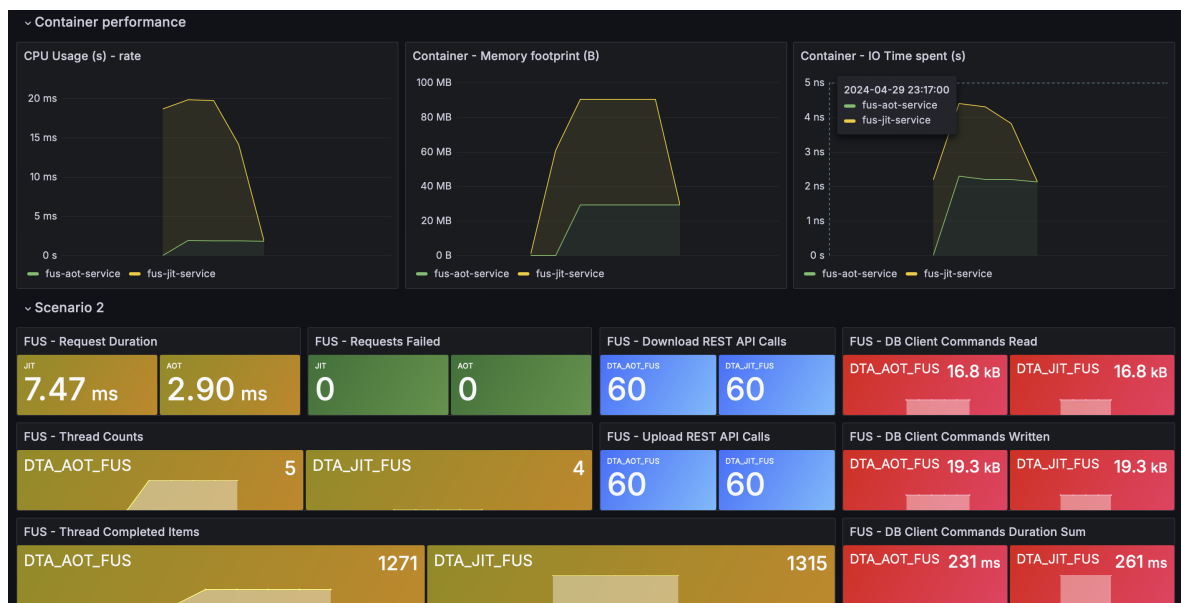 Container performance
CPU Usage (s) - rate
20 ms
15 ms
10 ms
5 ms
0 s
fus-aot-service fus-jit-service
Container - Memory footprint (B)
100 MB
80 MB
60 MB
40 MB
20 MB
0 B
fus-aot-service fus-jit-service
Container - IO Time spent (s)
5 ns
4 ns
3 ns
2 ns
1 ns
0 s
2024-04-29 23:17:00
fus-aot-service
fus-jit-service
fus-aot-service fus-jit-service
Scenario 2
FUS - Request Duration
JIT
7.47 ms
AOT
2.90 ms
FUS - Requests Failed
JIT
0
AOT
0
FUS - Download REST API Calls
DTA_AOT_FUS
60
DTA_JIT_FUS
60
FUS - DB Client Commands Read
DTA_AOT_FUS 16.8 kB
DTA_JIT_FUS 16.8 kB
FUS - Thread Counts
DTA_AOT_FUS 5
DTA_JIT_FUS 4
FUS - Upload REST API Calls
DTA_AOT_FUS
60
DTA_JIT_FUS
60
FUS - DB Client Commands Written
DTA_AOT_FUS 19.3 kB
DTA_JIT_FUS 19.3 kB
FUS - Thread Completed Items
DTA_AOT_FUS 1271
DTA_JIT_FUS 1315
FUS - DB Client Commands Duration Sum
DTA_AOT_FUS 231 ms
DTA_JIT_FUS 261 ms